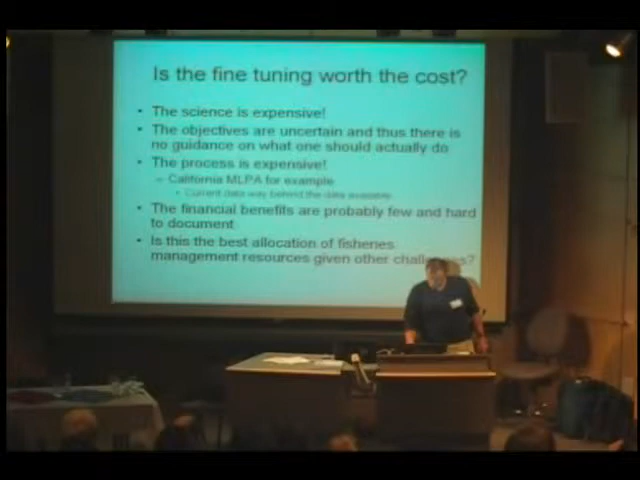 Is the fine tuning worth the cost?
• The science is expensive!
• The objectives are uncertain and thus there is
no guidance on what one should actually do
• The process is expensive!
– California MLPA for example
• Current data way behind the data available
• The financial benefits are probably few and hard
to document
• Is this the best allocation of fisheries
management resources given other